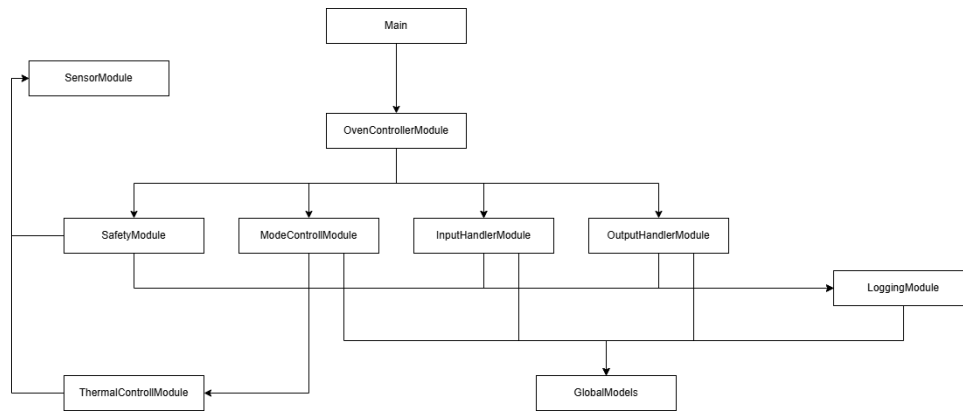 Main
SensorModule
OvenControllerModule
SafetyModule
ModeControllModule
InputHandlerModule
OutputHandlerModule
LoggingModule
ThermalControllModule
GlobalModels